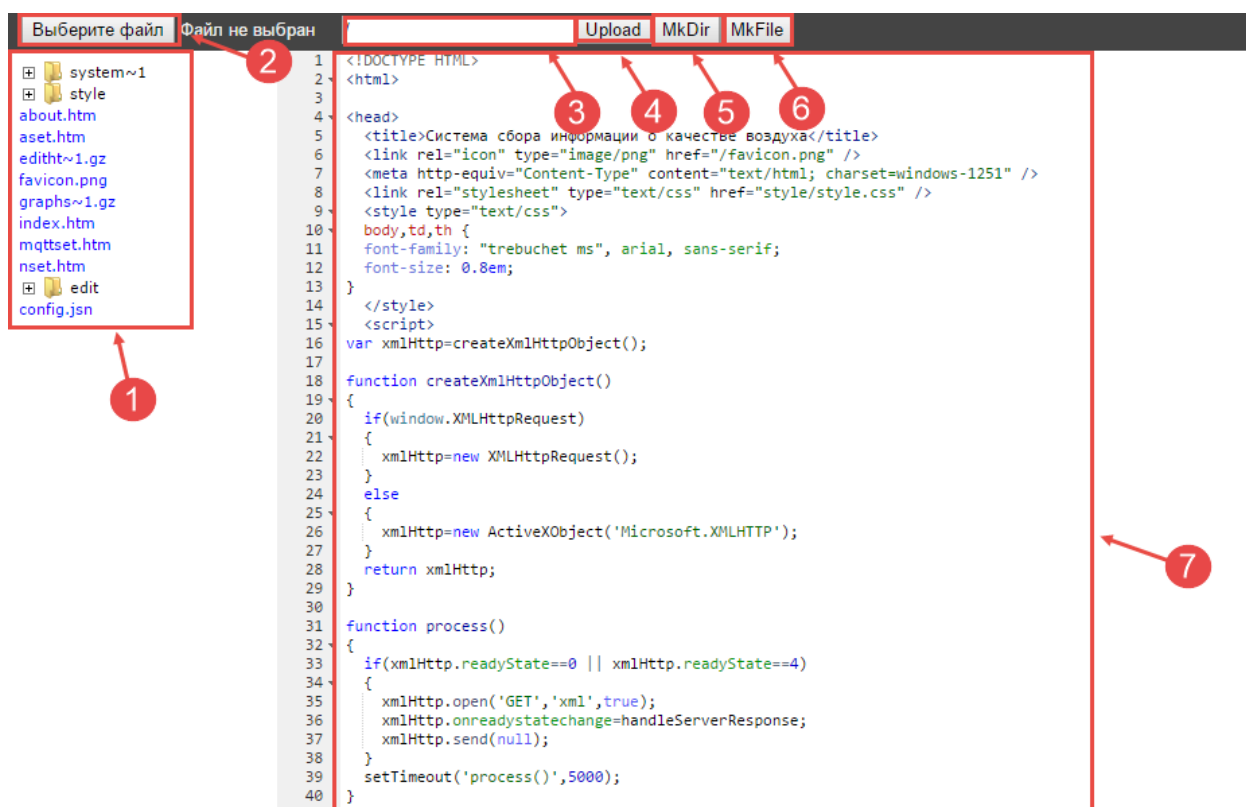 Выберите файл Файл не выбран / Upload MkDir MkFile
2
3
4
5
6
system~1
style
about.htm
aset.htm
editht~1.gz
favicon.png
graphs~1.gz
index.htm
mqttset.htm
nset.htm
edit
config.jsn
1
1 <!DOCTYPE HTML>
2 <html>
3
4 <head>
5 <title>Система сбора информации о качестве воздуха</title>
6 <link rel="icon" type="image/png" href="/favicon.png" />
7 <meta http-equiv="Content-Type" content="text/html; charset=windows-1251" />
8 <link rel="stylesheet" type="text/css" href="style/style.css" />
9 <style type="text/css">
10 body,td,th {
11 font-family: "trebuchet ms", arial, sans-serif;
12 font-size: 0.8em;
13 }
14 </style>
15 <script>
16 var xmlHttp=createXmlHttpObject();
17
18 function createXmlHttpObject()
19 {
20 if(window.XMLHttpRequest)
21 {
22 xmlHttp=new XMLHttpRequest();
23 }
24 else
25 {
26 xmlHttp=new ActiveXObject('Microsoft.XMLHTTP');
27 }
28 return xmlHttp;
29 }
30
31 function process()
32 {
33 if(xmlHttp.readyState==0 || xmlHttp.readyState==4)
34 {
35 xmlHttp.open('GET','xml',true);
36 xmlHttp.onreadystatechange=handleServerResponse;
37 xmlHttp.send(null);
38 }
39 setTimeout('process()',5000);
40 }
7